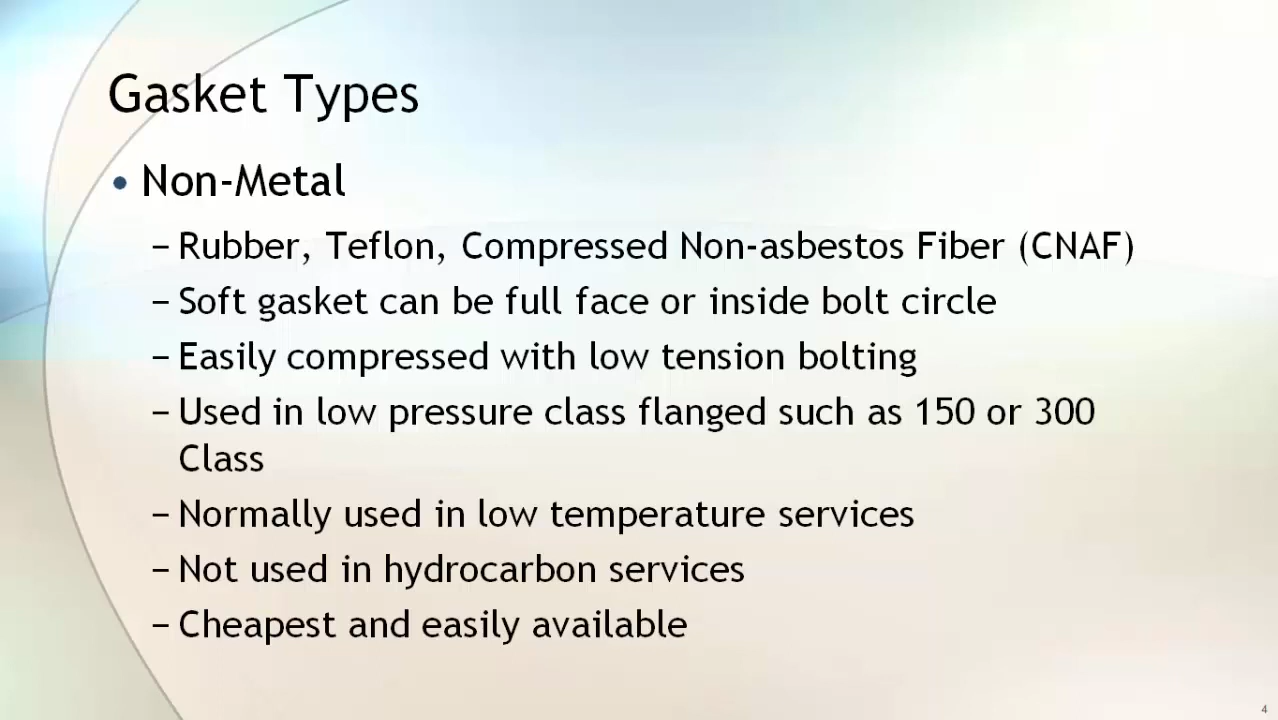 Gasket Types
• Non-Metal
– Rubber, Teflon, Compressed Non-asbestos Fiber (CNAF)
– Soft gasket can be full face or inside bolt circle
– Easily compressed with low tension bolting
– Used in low pressure class flanged such as 150 or 300
Class
– Normally used in low temperature services
– Not used in hydrocarbon services
– Cheapest and easily available
4